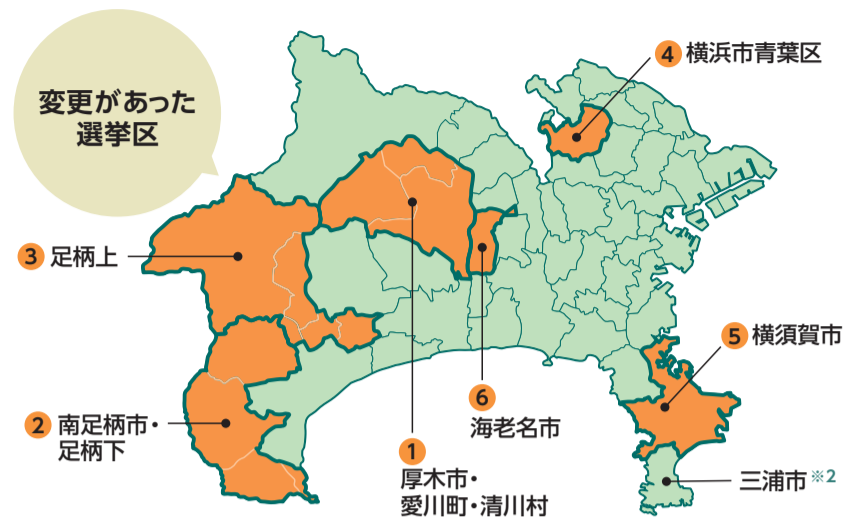 変更があった
選挙区
4 横浜市青葉区
3 足柄上
5 横須賀市
2 南足柄市・
足柄下
6
海老名市
1
厚木市・
愛川町・清川村
三浦市※2